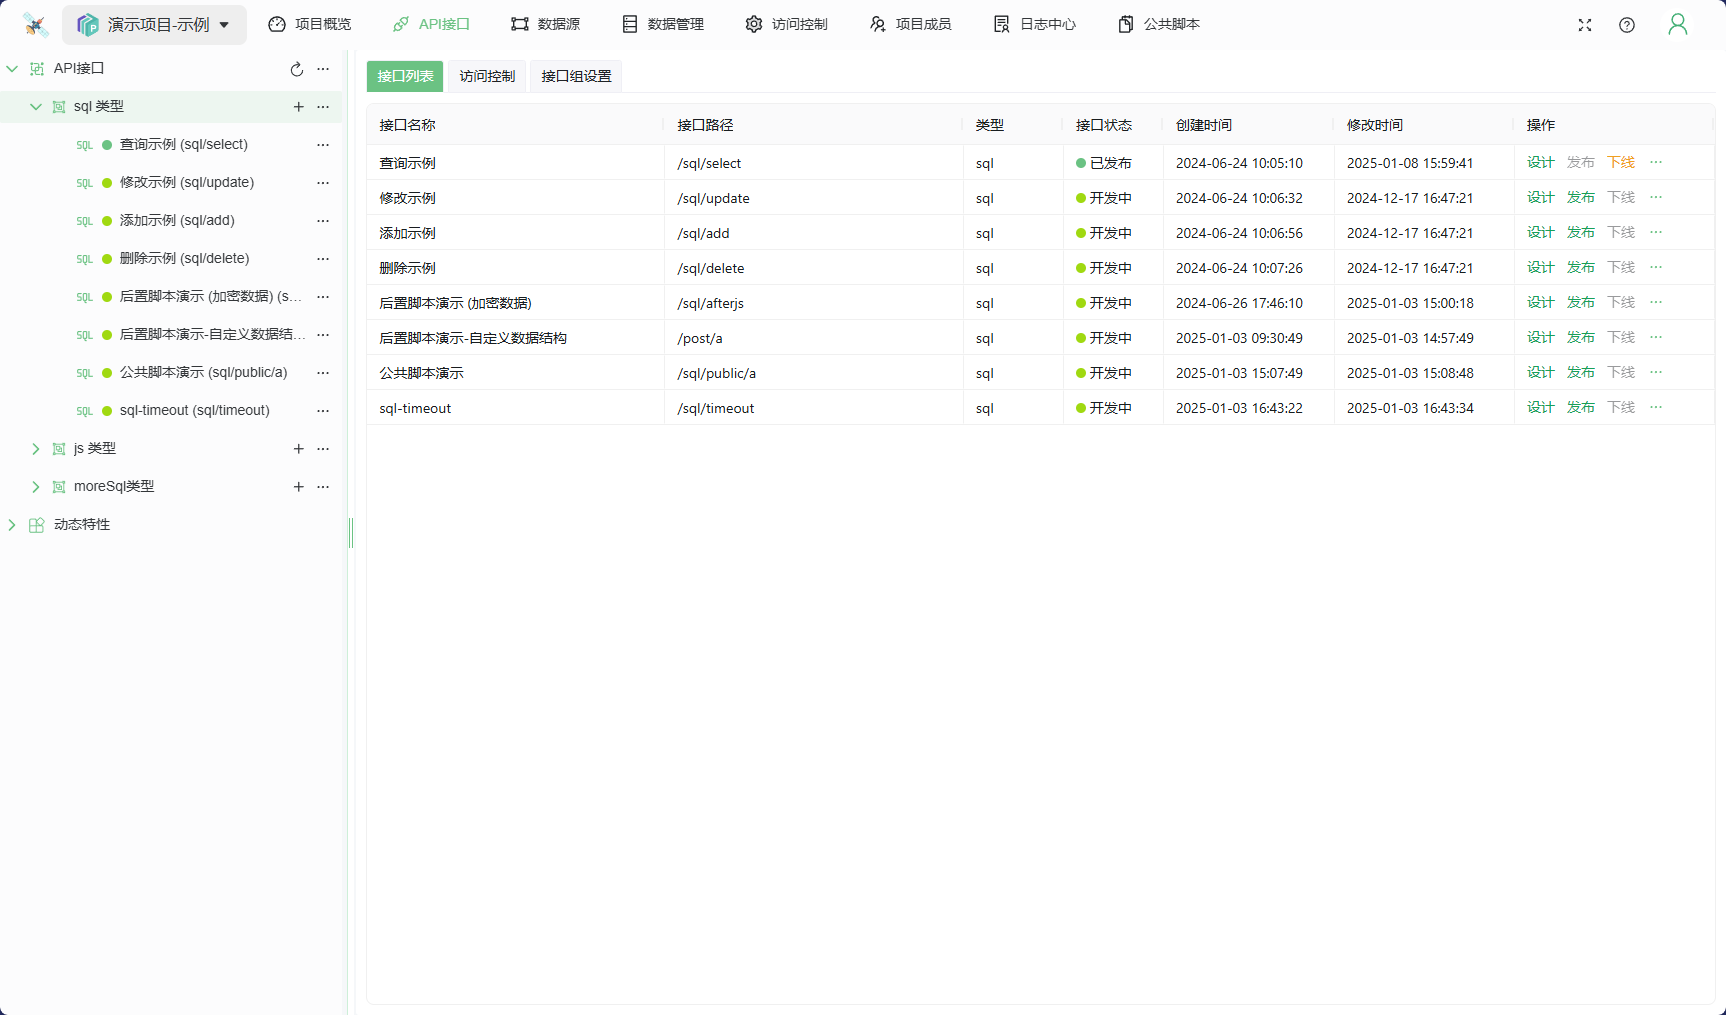 演示项目-示例 项目概览 API接口 数据源 数据管理 访问控制 项目成员 日志中心 公共脚本
API接口
sql 类型
SQL 查询示例 (sql/select)
SQL 修改示例 (sql/update)
SQL 添加示例 (sql/add)
SQL 删除示例 (sql/delete)
SQL 后置脚本演示 (加密数据) (s...
SQL 后置脚本演示-自定义数据结...
SQL 公共脚本演示 (sql/public/a)
SQL sql-timeout (sql/timeout)
js 类型
moreSql类型
动态特性
接口列表 访问控制 接口组设置
接口名称 接口路径 类型 接口状态 创建时间 修改时间 操作
查询示例 /sql/select sql 已发布 2024-06-24 10:05:10 2025-01-08 15:59:41 设计 发布 下线 ...
修改示例 /sql/update sql 开发中 2024-06-24 10:06:32 2024-12-17 16:47:21 设计 发布 下线 ...
添加示例 /sql/add sql 开发中 2024-06-24 10:06:56 2024-12-17 16:47:21 设计 发布 下线 ...
删除示例 /sql/delete sql 开发中 2024-06-24 10:07:26 2024-12-17 16:47:21 设计 发布 下线 ...
后置脚本演示 (加密数据) /sql/afterjs sql 开发中 2024-06-26 17:46:10 2025-01-03 15:00:18 设计 发布 下线 ...
后置脚本演示-自定义数据结构 /post/a sql 开发中 2025-01-03 09:30:49 2025-01-03 14:57:49 设计 发布 下线 ...
公共脚本演示 /sql/public/a sql 开发中 2025-01-03 15:07:49 2025-01-03 15:08:48 设计 发布 下线 ...
sql-timeout /sql/timeout sql 开发中 2025-01-03 16:43:22 2025-01-03 16:43:34 设计 发布 下线 ...